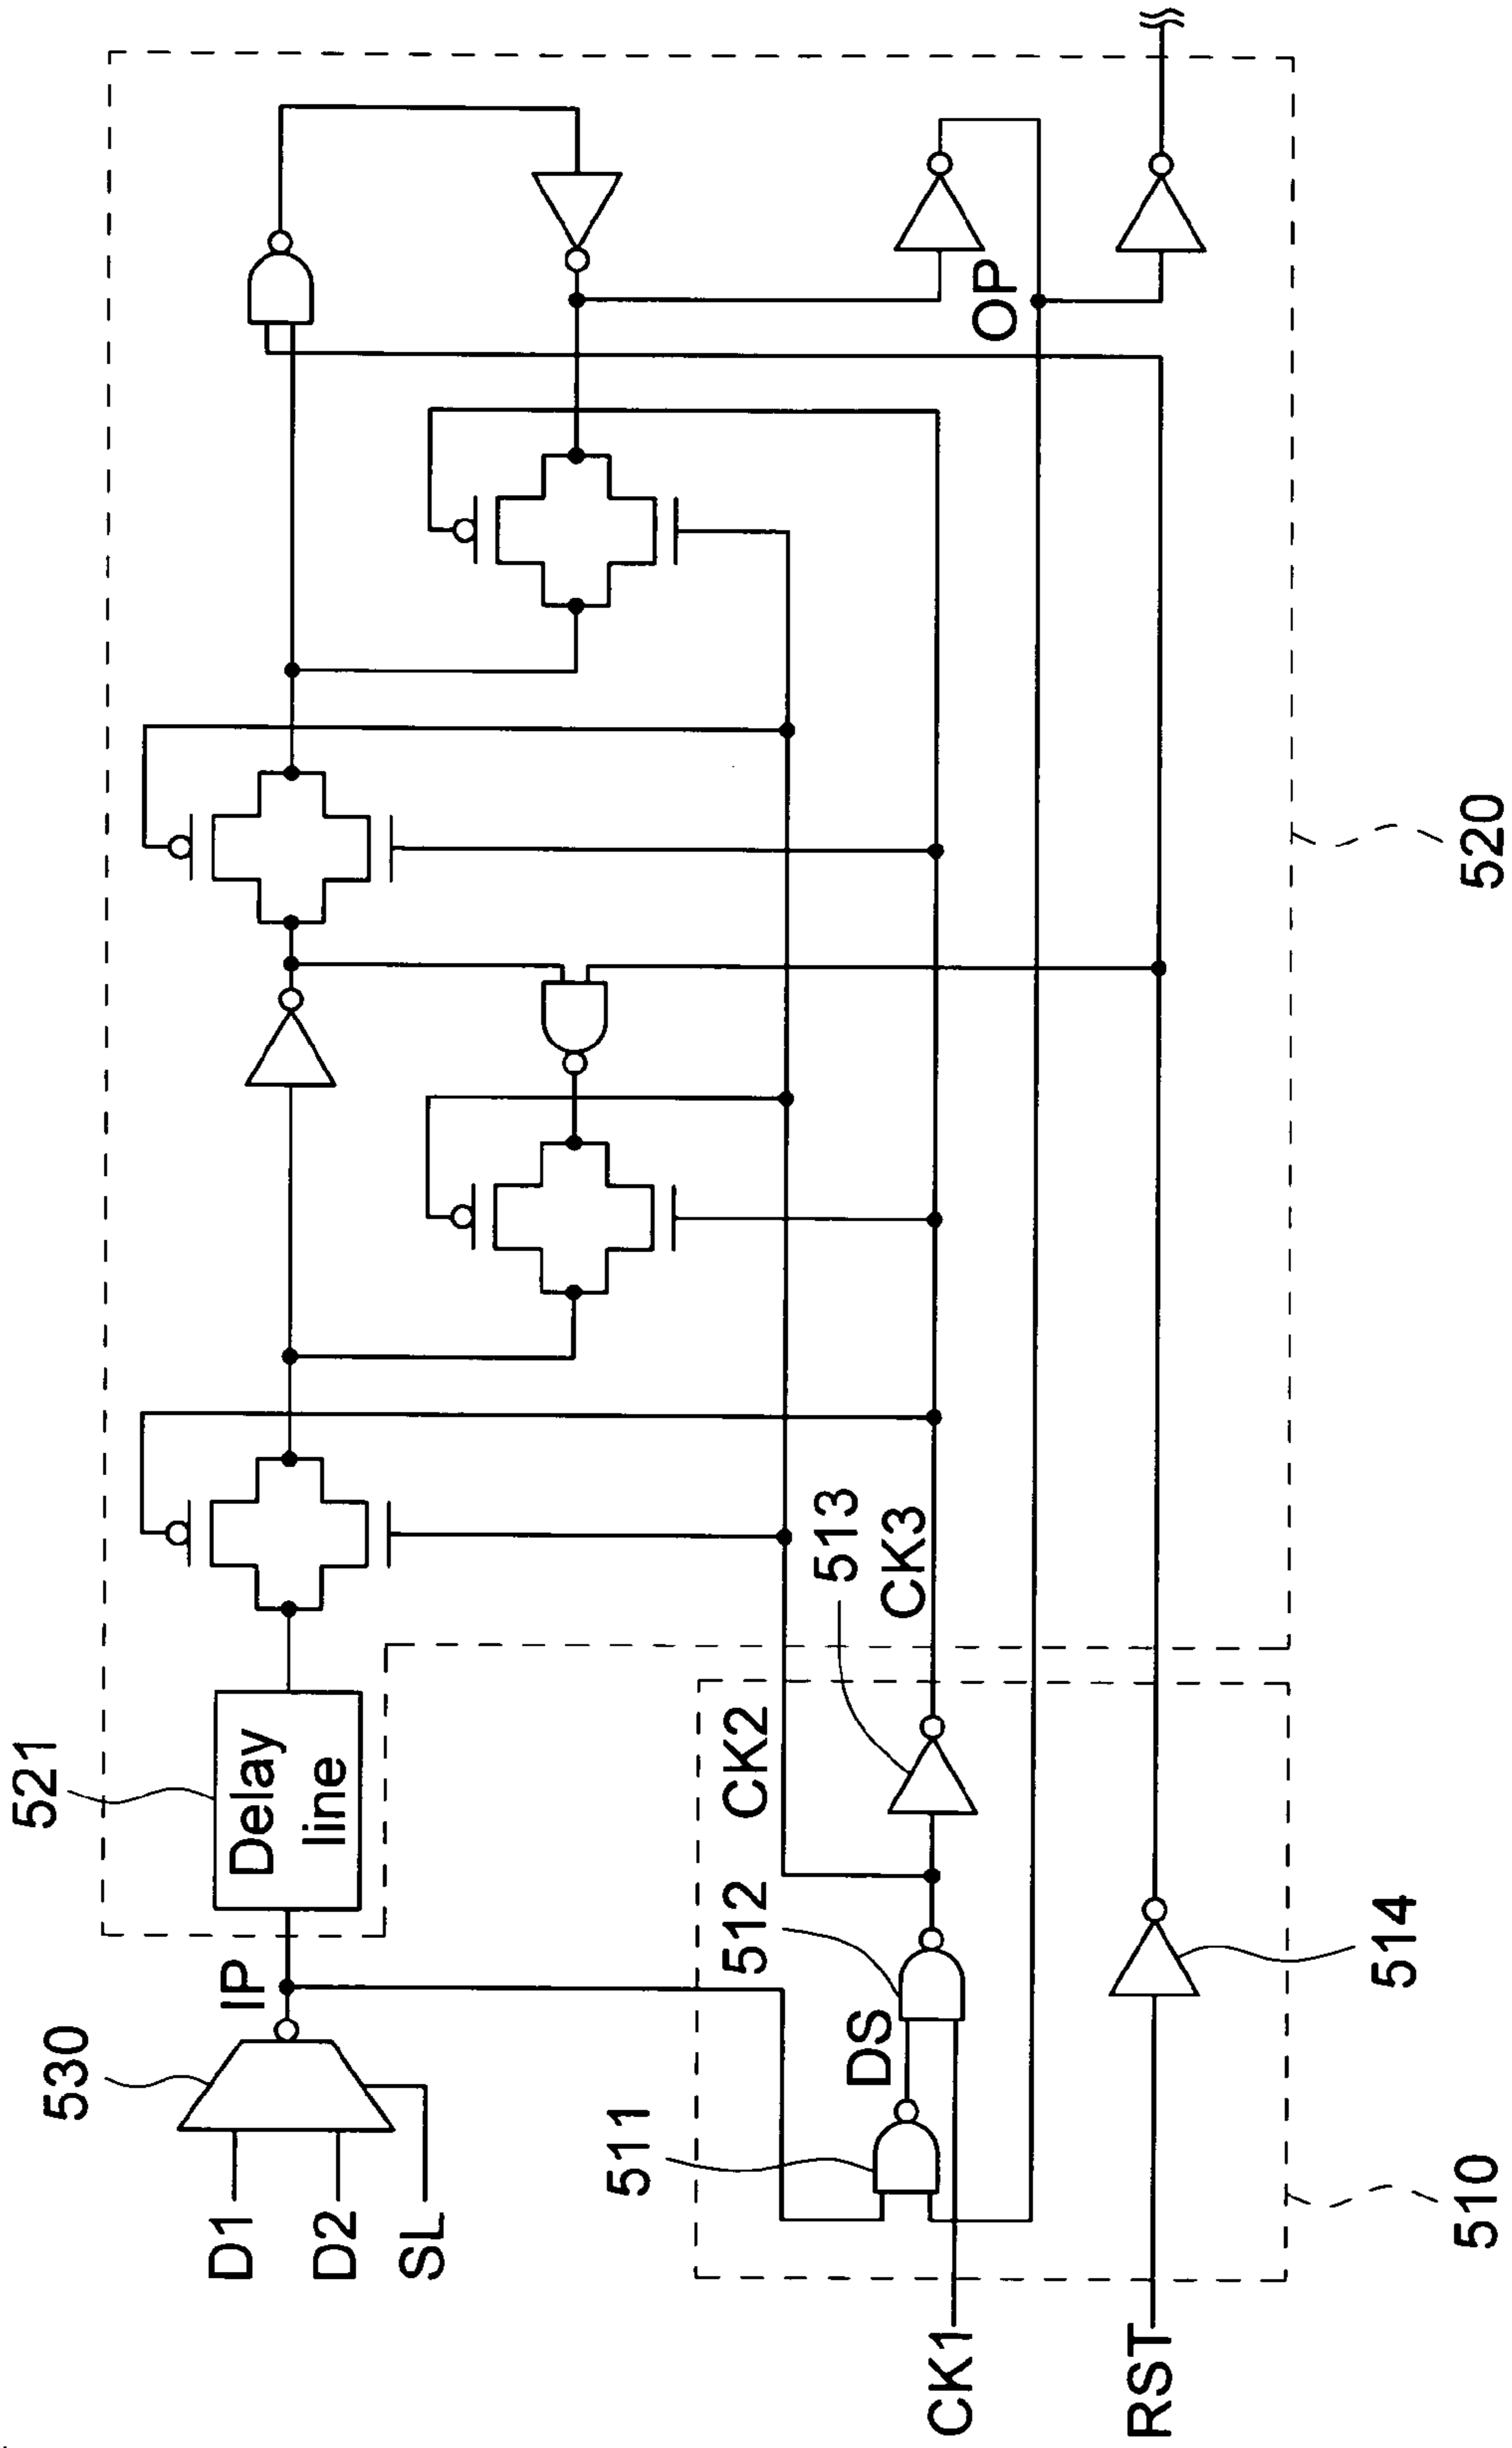 521
530
D1
D2
SL
IP
Delay
line
511
DS
512
CK2
513
CK3
CK1
RST
514
OP
510
520